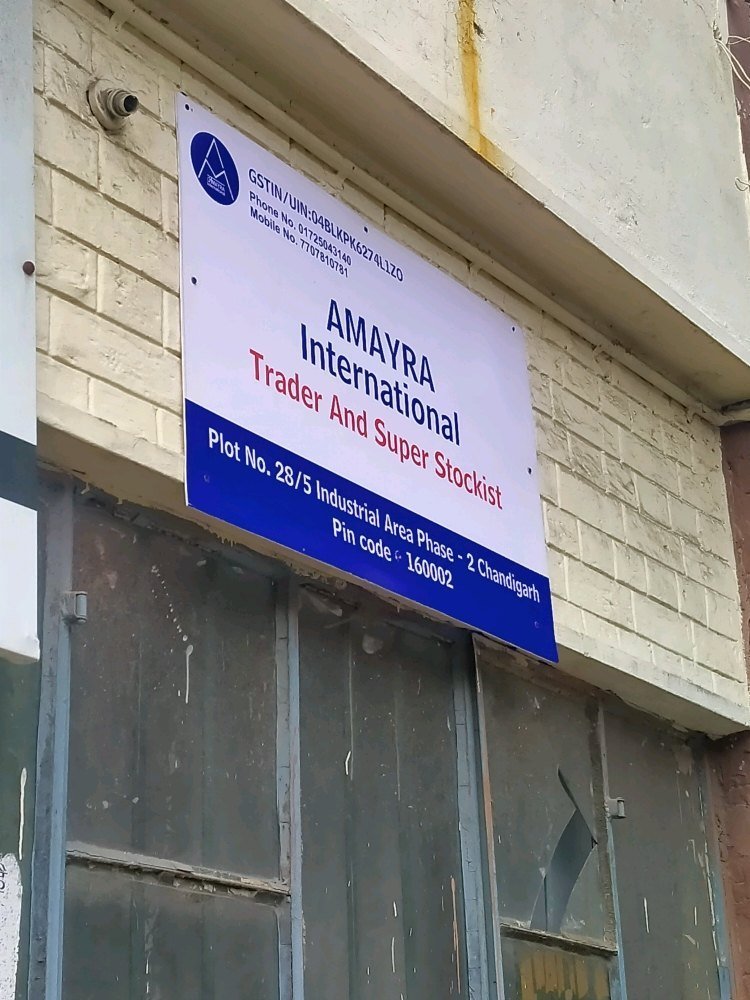 GSTIN/UIN:04BLKPK6274L1ZO
Phone No. 01725043140
Mobile No. 7707810781
AMAYRA
International
Trader And Super Stockist
Plot No. 28/5 Industrial Area Phase - 2 Chandigarh
Pin code - 160002